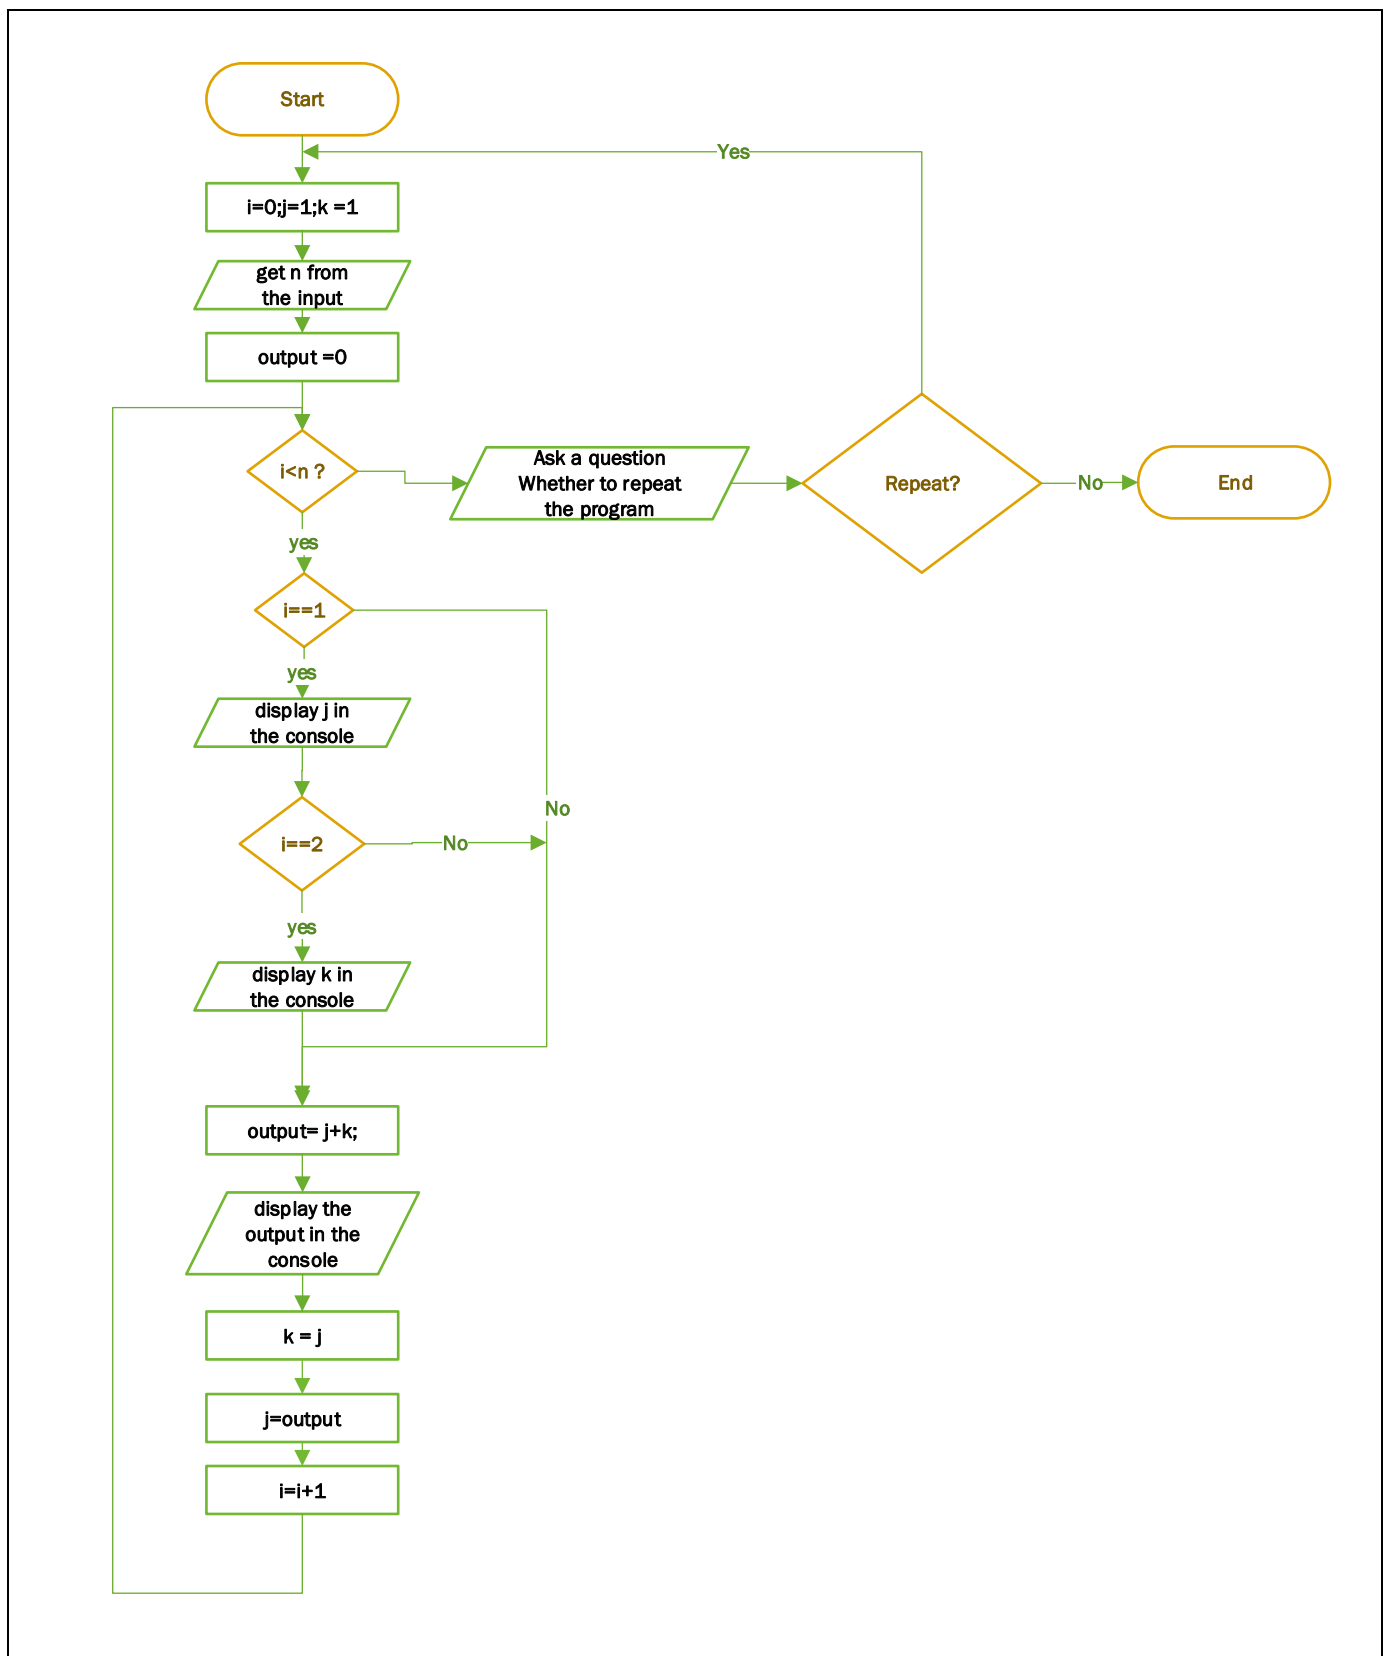 Start
Yes
i=0;j=1;k =1
get n from
the input
output =0
i<n ?
Ask a question
Whether to repeat
the program
Repeat?
No
End
yes
i==1
yes
display j in
the console
No
i==2
No
yes
display k in
the console
output= j+k;
display the
output in the
console
k = j
j=output
i=i+1